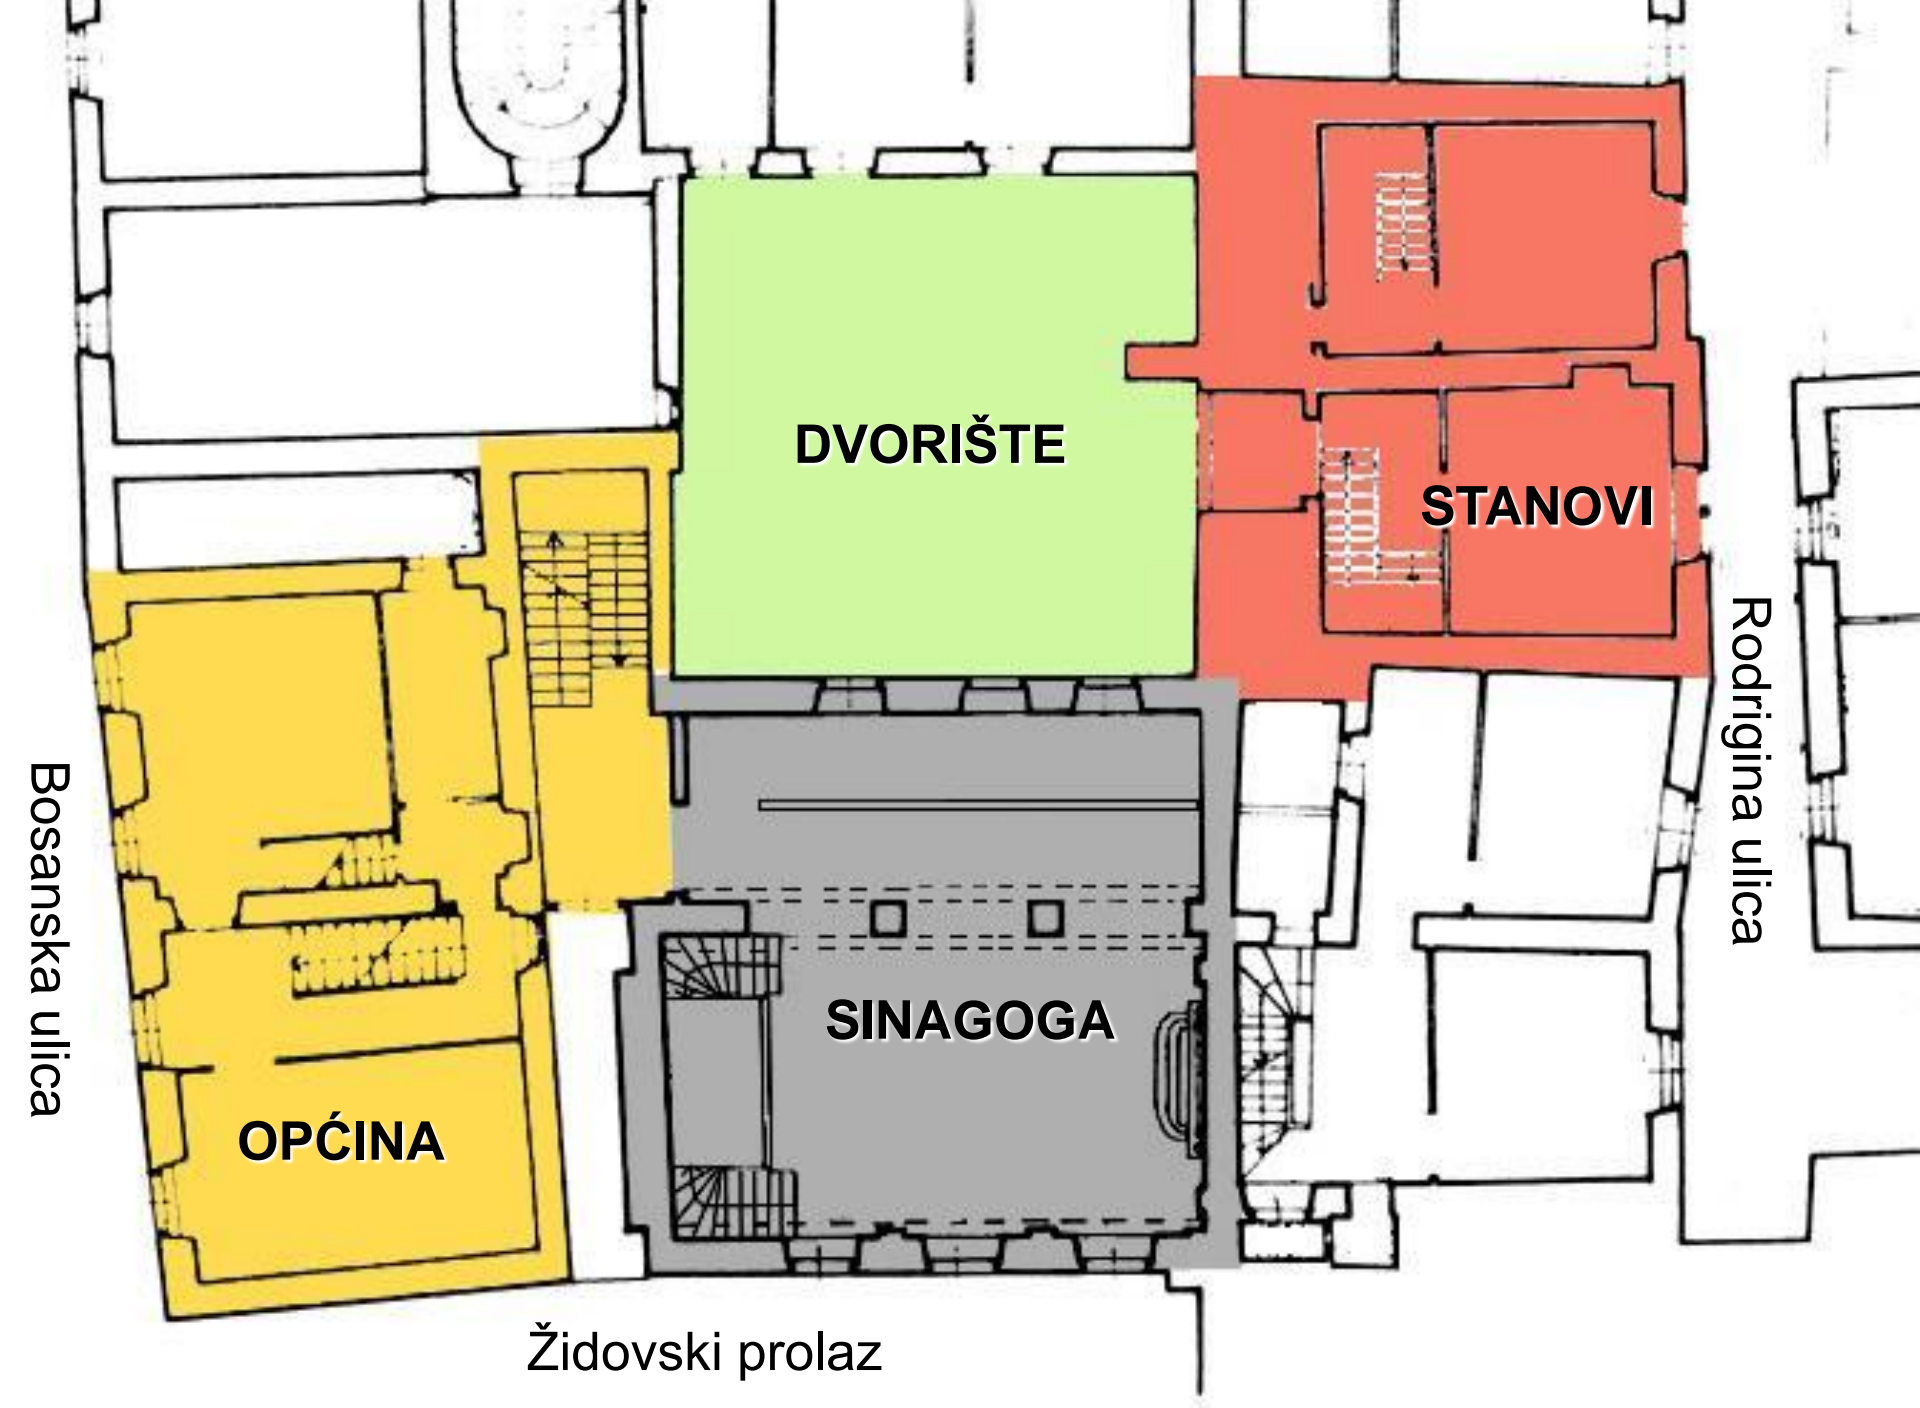 DVORIŠTE
STANOVI
Rodrigina ulica
Bosanska ulica
SINAGOGA
OPĆINA
Židovski prolaz